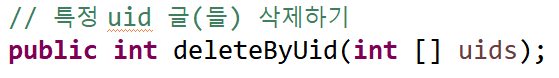 // 특정 uid 글(들) 삭제하기
public int deleteByUid(int [] uids);